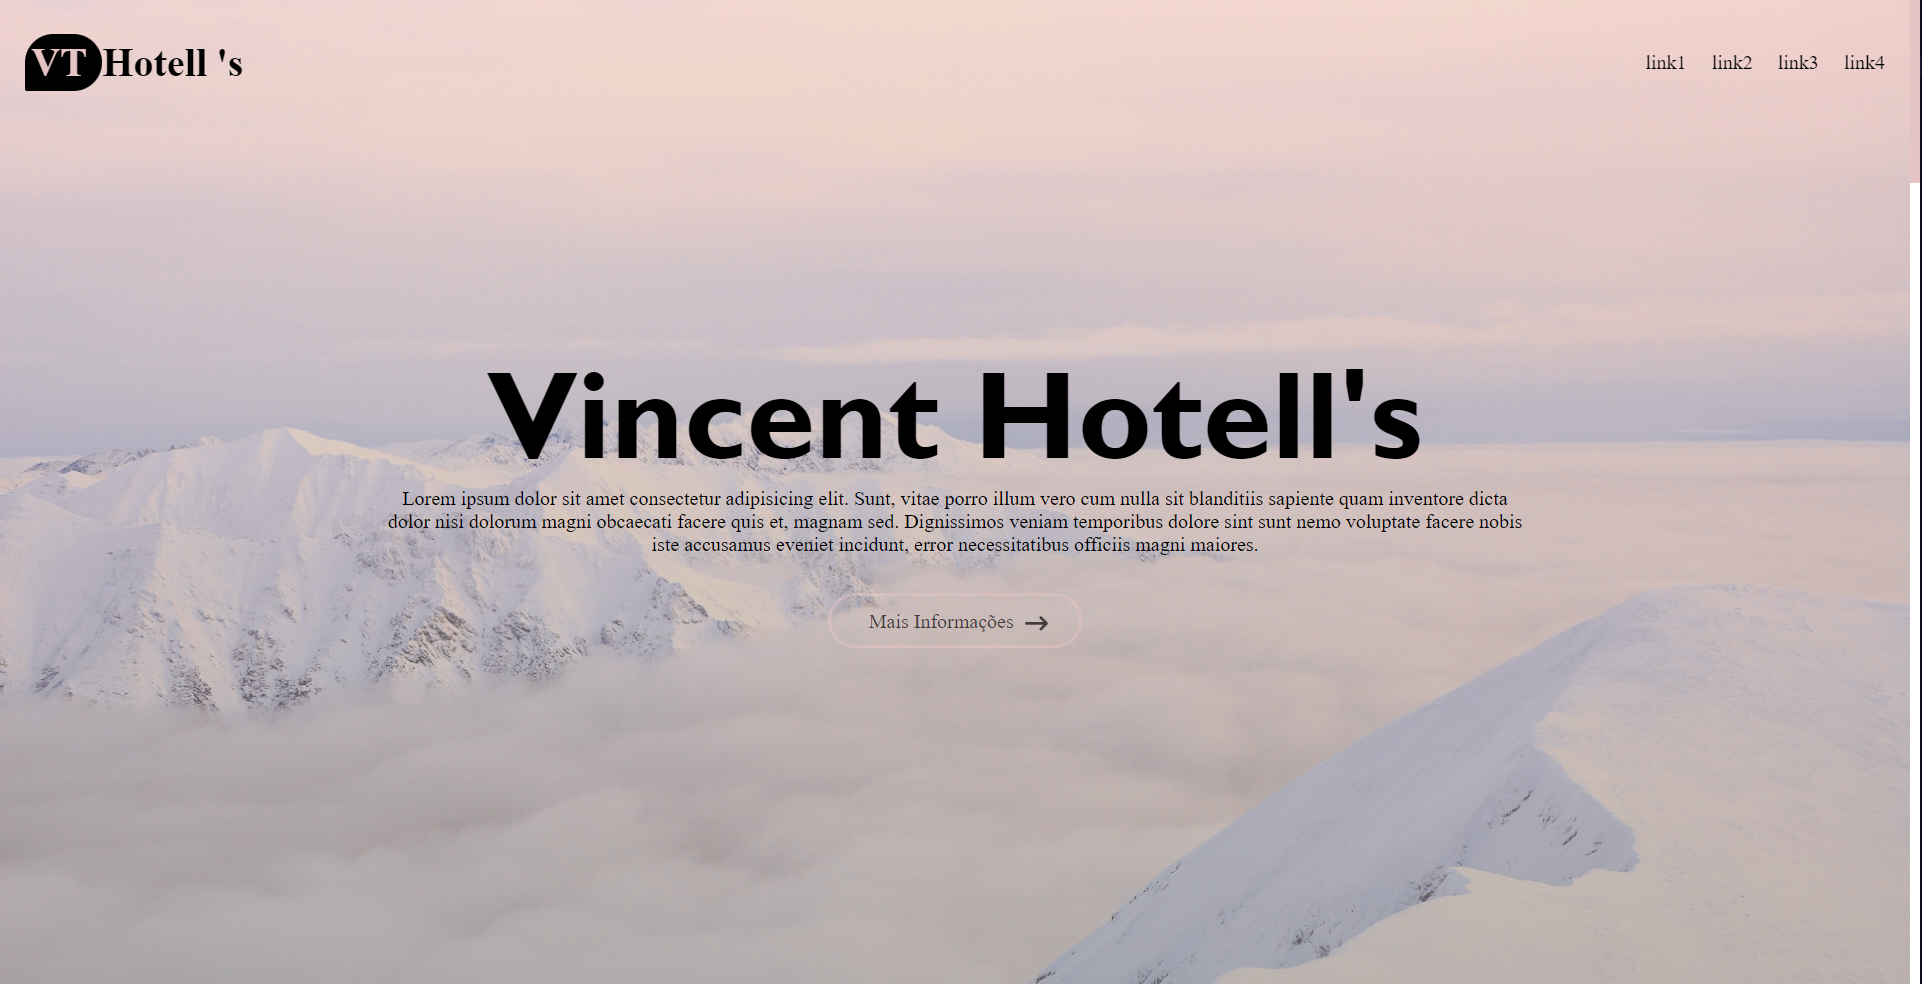 VT Hotell 's
link1 link2 link3 link4
Vincent Hotell's
Lorem ipsum dolor sit amet consectetur adipisicing elit. Sunt, vitae porro illum vero cum nulla sit blanditiis sapiente quam inventore dicta
dolor nisi dolorum magni obcaecati facere quis et, magnam sed. Dignissimos veniam temporibus dolore sint sunt nemo voluptate facere nobis
iste accusamus eveniet incidunt, error necessitatibus officiis magni maiores.
Mais Informações